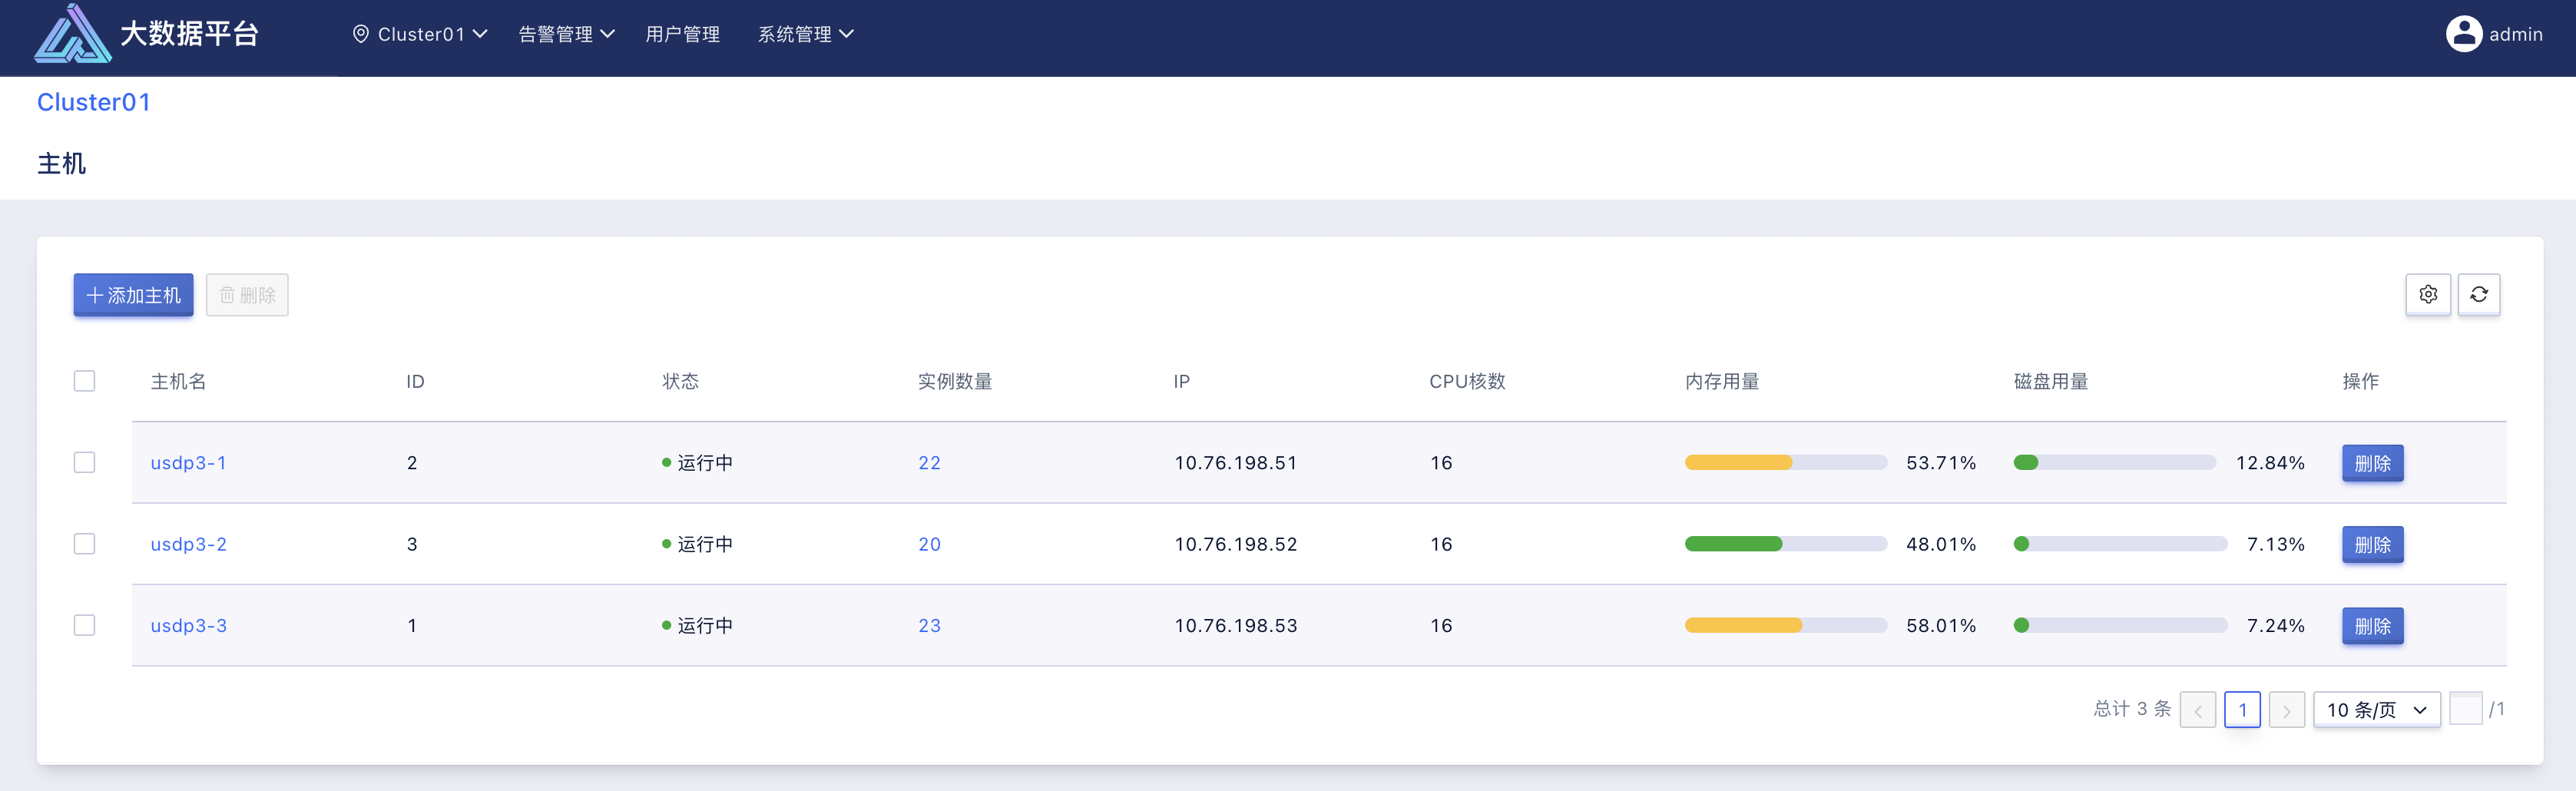 大数据平台 Cluster01 告警管理 用户管理 系统管理 admin
Cluster01
主机
添加主机 删除
主机名 ID 状态 实例数量 IP CPU核数 内存用量 磁盘用量 操作
usdp3-1 2 运行中 22 10.76.198.51 16 53.71% 12.84% 删除
usdp3-2 3 运行中 20 10.76.198.52 16 48.01% 7.13% 删除
usdp3-3 1 运行中 23 10.76.198.53 16 58.01% 7.24% 删除
总计 3 条 1 10 条/页 /1